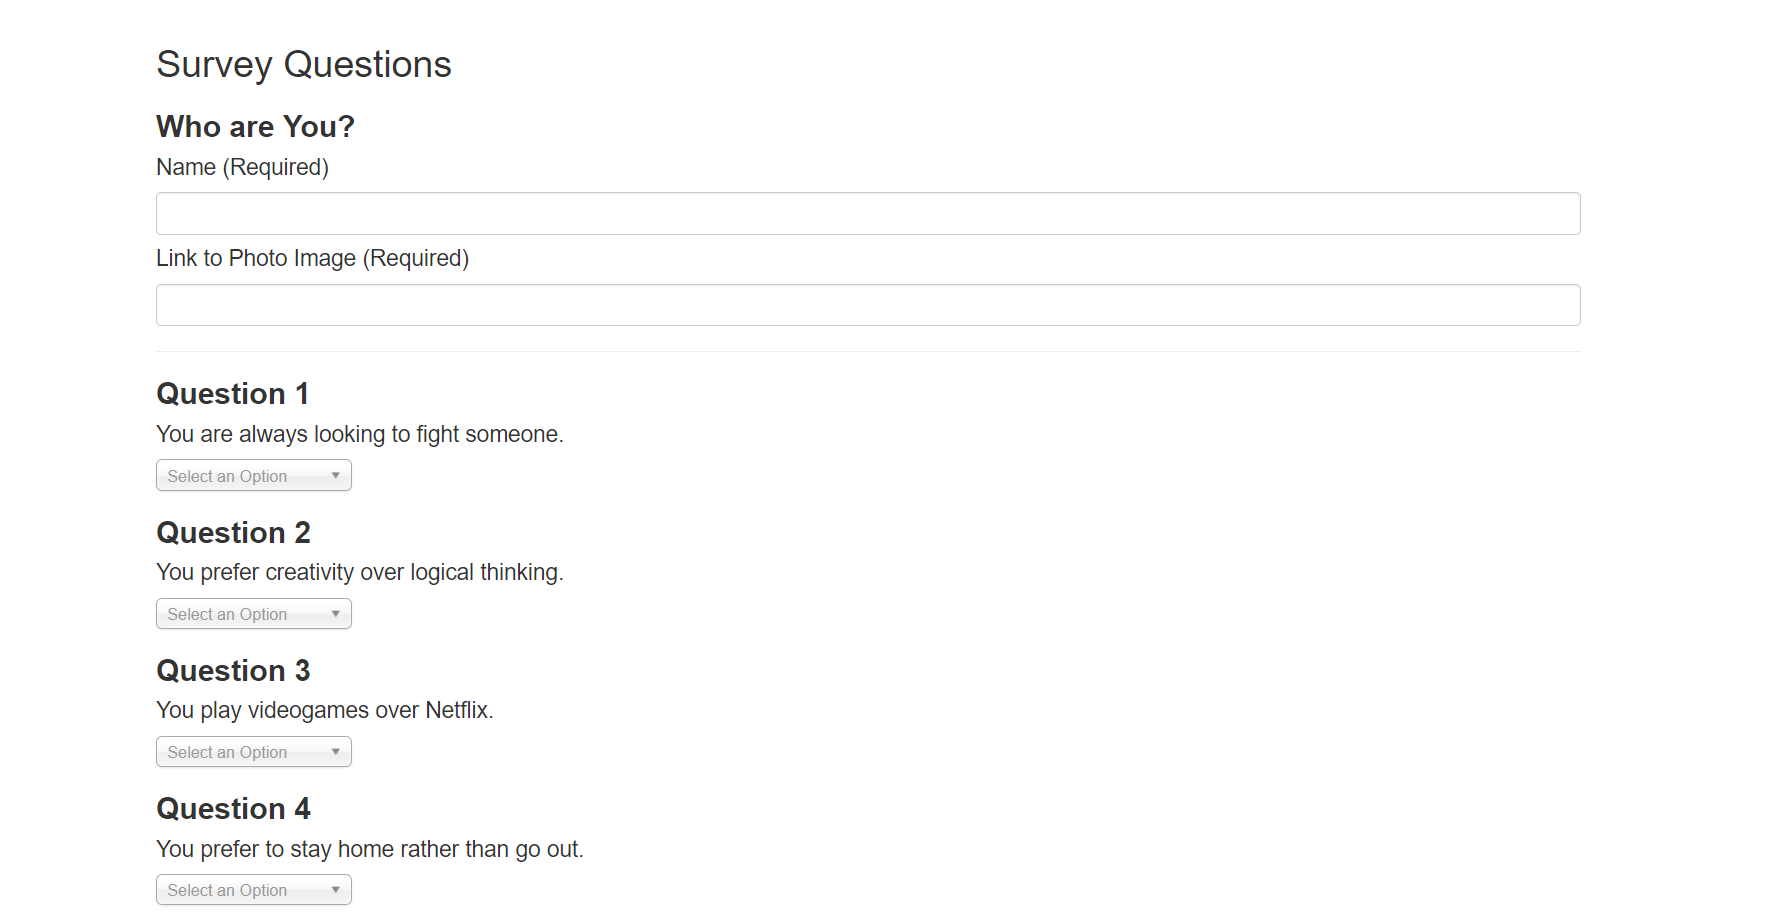 Survey Questions
Who are You?
Name (Required)
Link to Photo Image (Required)
Question 1
You are always looking to fight someone.
Select an Option
Question 2
You prefer creativity over logical thinking.
Select an Option
Question 3
You play videogames over Netflix.
Select an Option
Question 4
You prefer to stay home rather than go out.
Select an Option